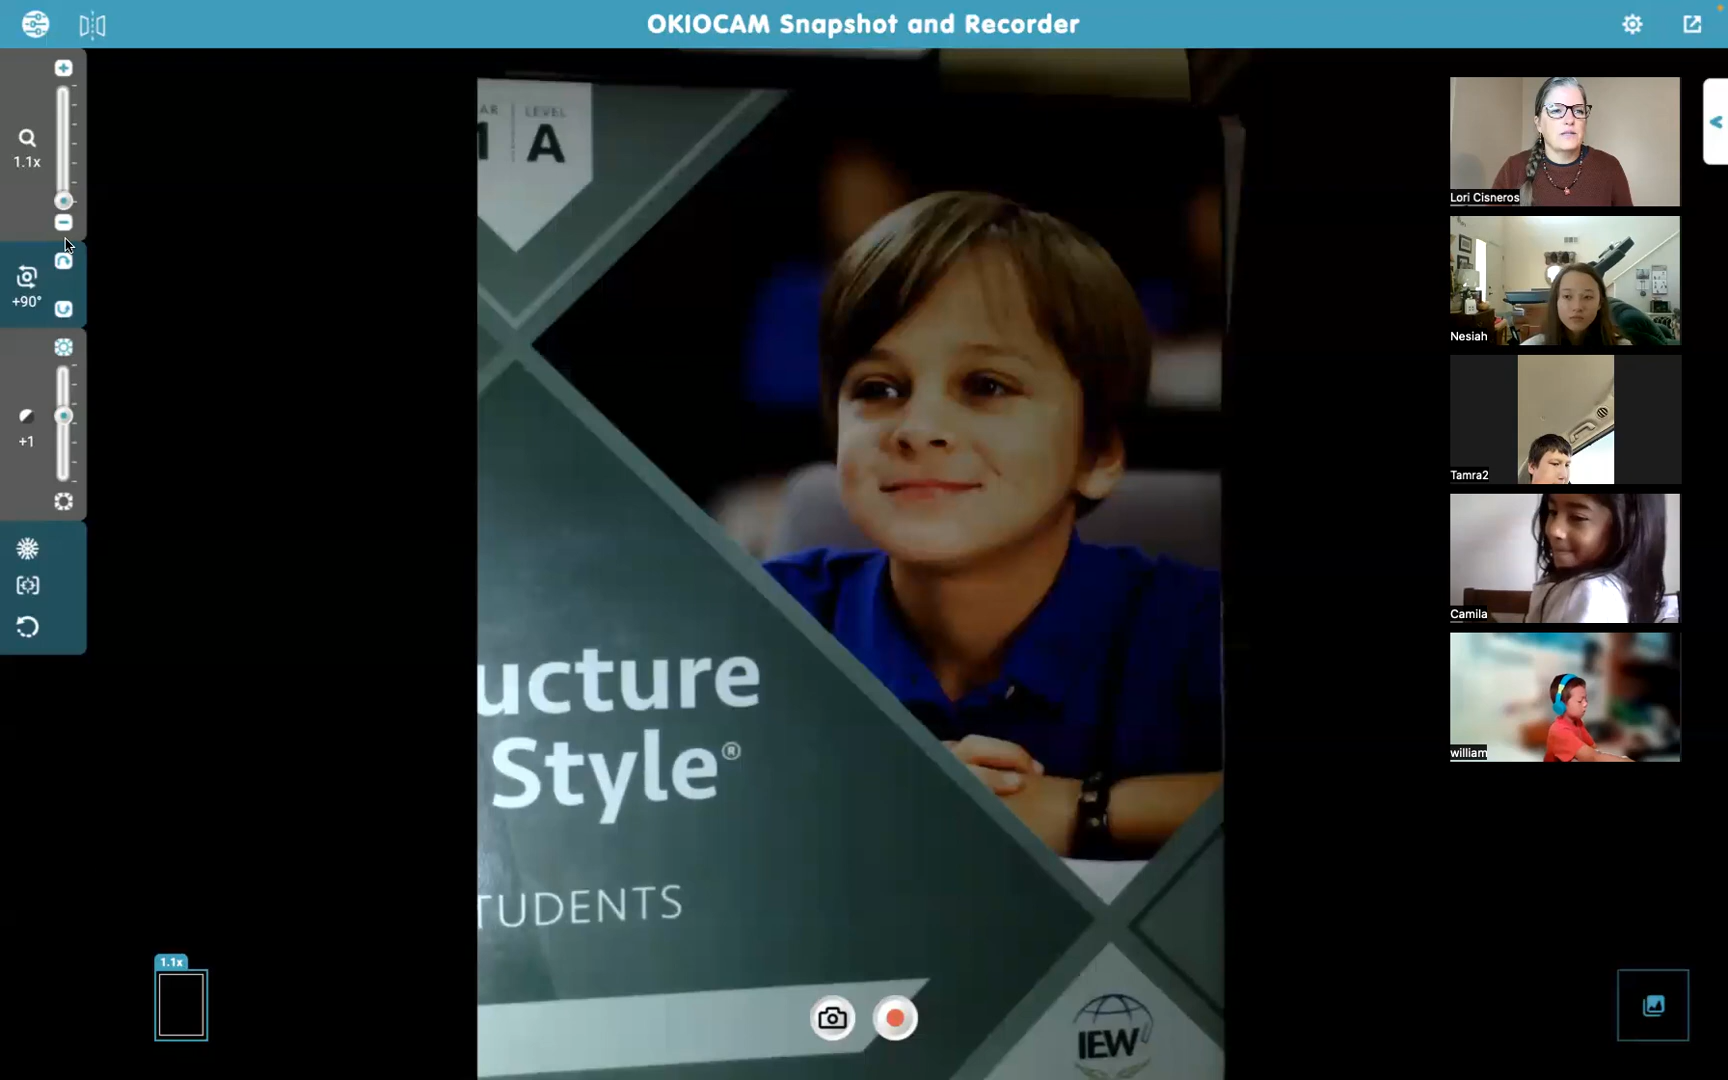 OKIOCAM Snapshot and Recorder
1.1x
+90°
+1
LEVEL
1 A
ucture
Style®
TUDENTS
IEW
1.1x
Lori Cisneros
Nesiah
Tamra2
Camila
william